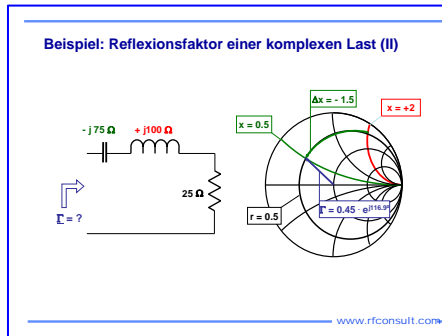 Beispiel: Reflexionsfaktor einer komplexen Last (II)
Δx = - 1.5
- j 75 Ω
+ j100 Ω
x = 0.5
x = +2
25 Ω
Γ = ?
r = 0.5
Γ = 0.45 · e^j116.9°
www.rfconsult.com